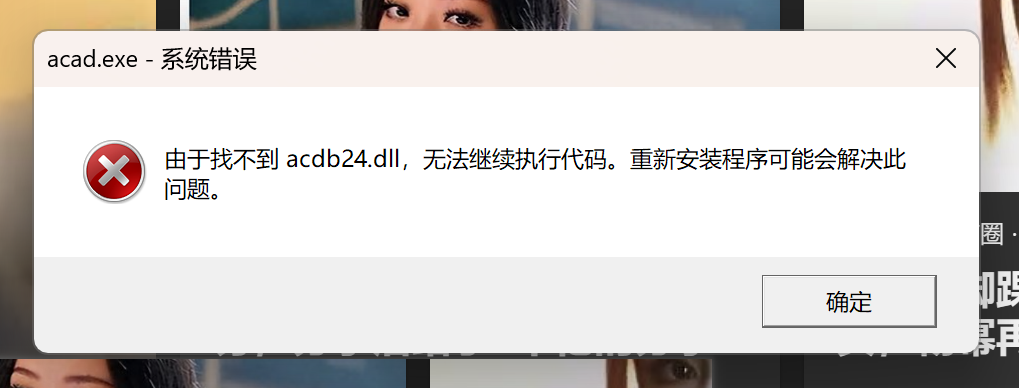 acad.exe - 系统错误
由于找不到 acdb24.dll，无法继续执行代码。重新安装程序可能会解决此
问题。
圈 ·
确定